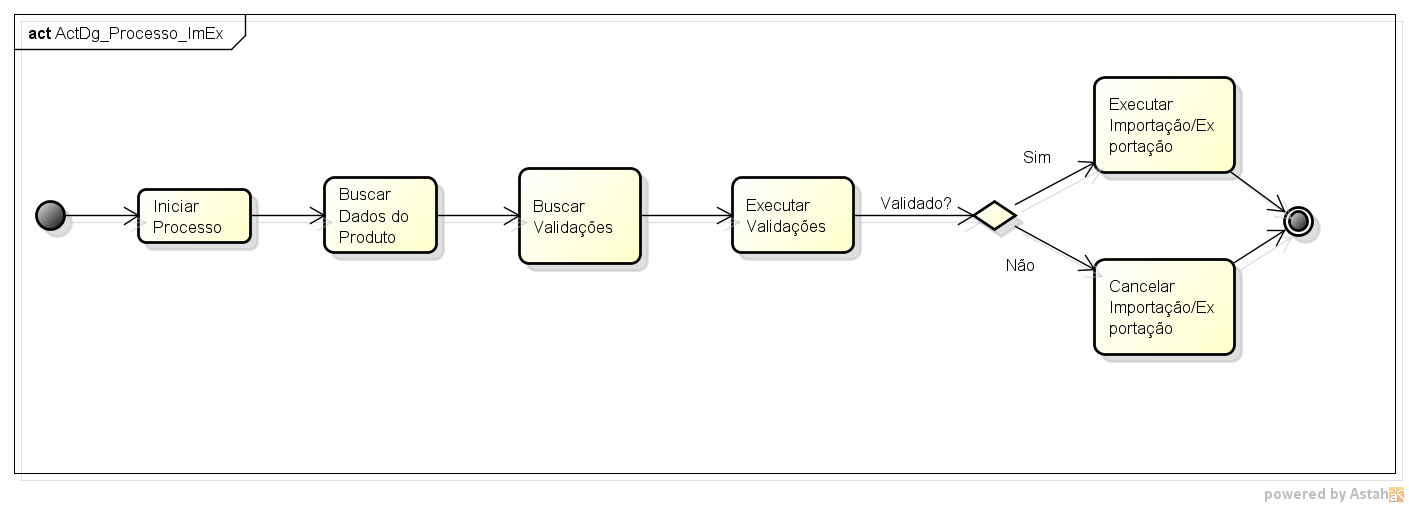 act ActDg_Processo_ImEx
Iniciar
Processo
Buscar
Dados do
Produto
Buscar
Validações
Executar
Validações
Validado?
Sim
Não
Executar
Importação/Ex
portação
Cancelar
Importação/Ex
portação
powered by Astah